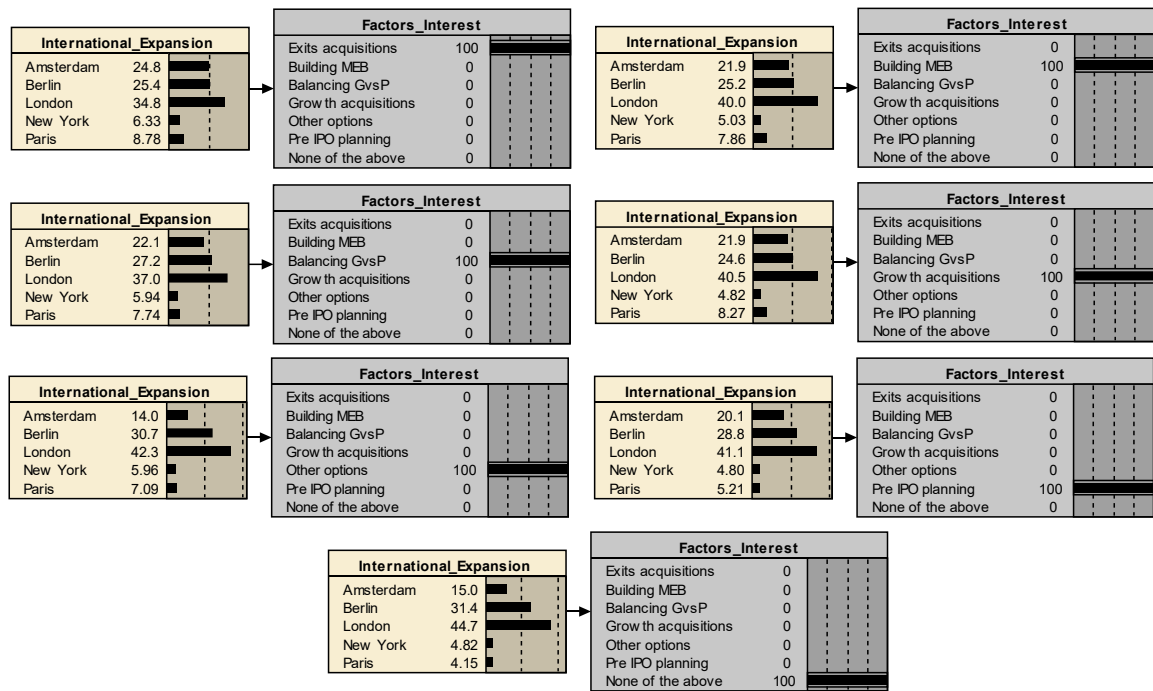 International_Expansion
Amsterdam 24.8
Berlin 25.4
London 34.8
New York 6.33
Paris 8.78
Factors_Interest
Exits acquisitions 100
Building MEB 0
Balancing GvsP 0
Growth acquisitions 0
Other options 0
Pre IPO planning 0
None of the above 0
International_Expansion
Amsterdam 21.9
Berlin 25.2
London 40.0
New York 5.03
Paris 7.86
Factors_Interest
Exits acquisitions 0
Building MEB 100
Balancing GvsP 0
Growth acquisitions 0
Other options 0
Pre IPO planning 0
None of the above 0
International_Expansion
Amsterdam 22.1
Berlin 27.2
London 37.0
New York 5.94
Paris 7.74
Factors_Interest
Exits acquisitions 0
Building MEB 0
Balancing GvsP 100
Growth acquisitions 0
Other options 0
Pre IPO planning 0
None of the above 0
International_Expansion
Amsterdam 21.9
Berlin 24.6
London 40.5
New York 4.82
Paris 8.27
Factors_Interest
Exits acquisitions 0
Building MEB 0
Balancing GvsP 0
Growth acquisitions 100
Other options 0
Pre IPO planning 0
None of the above 0
International_Expansion
Amsterdam 14.0
Berlin 30.7
London 42.3
New York 5.96
Paris 7.09
Factors_Interest
Exits acquisitions 0
Building MEB 0
Balancing GvsP 0
Growth acquisitions 0
Other options 100
Pre IPO planning 0
None of the above 0
International_Expansion
Amsterdam 20.1
Berlin 28.8
London 41.1
New York 4.80
Paris 5.21
Factors_Interest
Exits acquisitions 0
Building MEB 0
Balancing GvsP 0
Growth acquisitions 0
Other options 0
Pre IPO planning 100
None of the above 0
International_Expansion
Amsterdam 15.0
Berlin 31.4
London 44.7
New York 4.82
Paris 4.15
Factors_Interest
Exits acquisitions 0
Building MEB 0
Balancing GvsP 0
Growth acquisitions 0
Other options 0
Pre IPO planning 0
None of the above 100